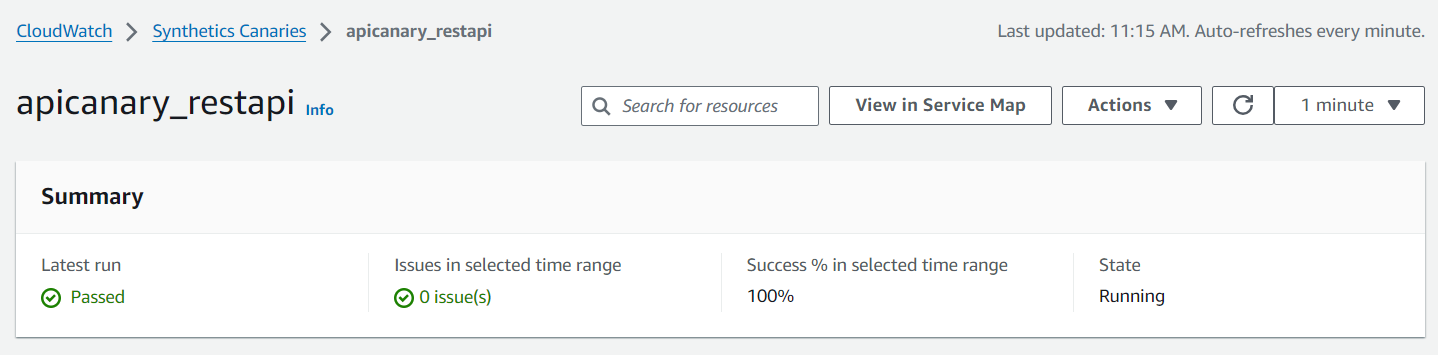 CloudWatch > Synthetics Canaries > apicanary_restapi
Last updated: 11:15 AM. Auto-refreshes every minute.
apicanary_restapi Info
Search for resources
View in Service Map
Actions
1 minute
Summary
Latest run
Passed
Issues in selected time range
0 issue(s)
Success % in selected time range
100%
State
Running